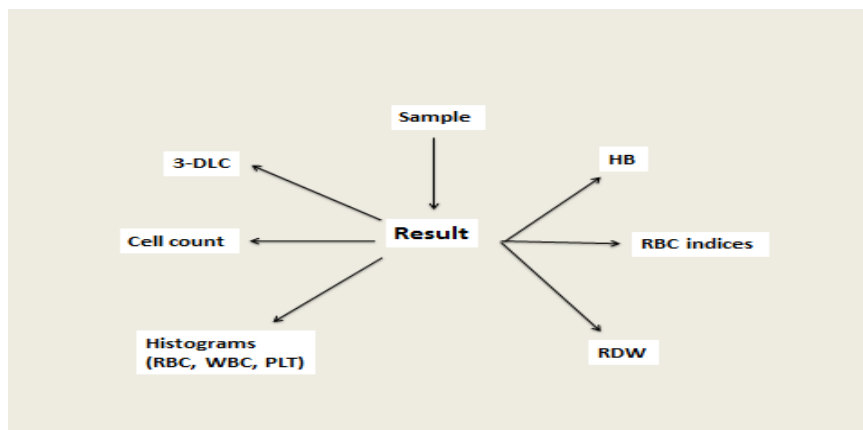 Sample
3-DLC
HB
Result
Cell count
RBC indices
Histograms
(RBC, WBC, PLT)
RDW